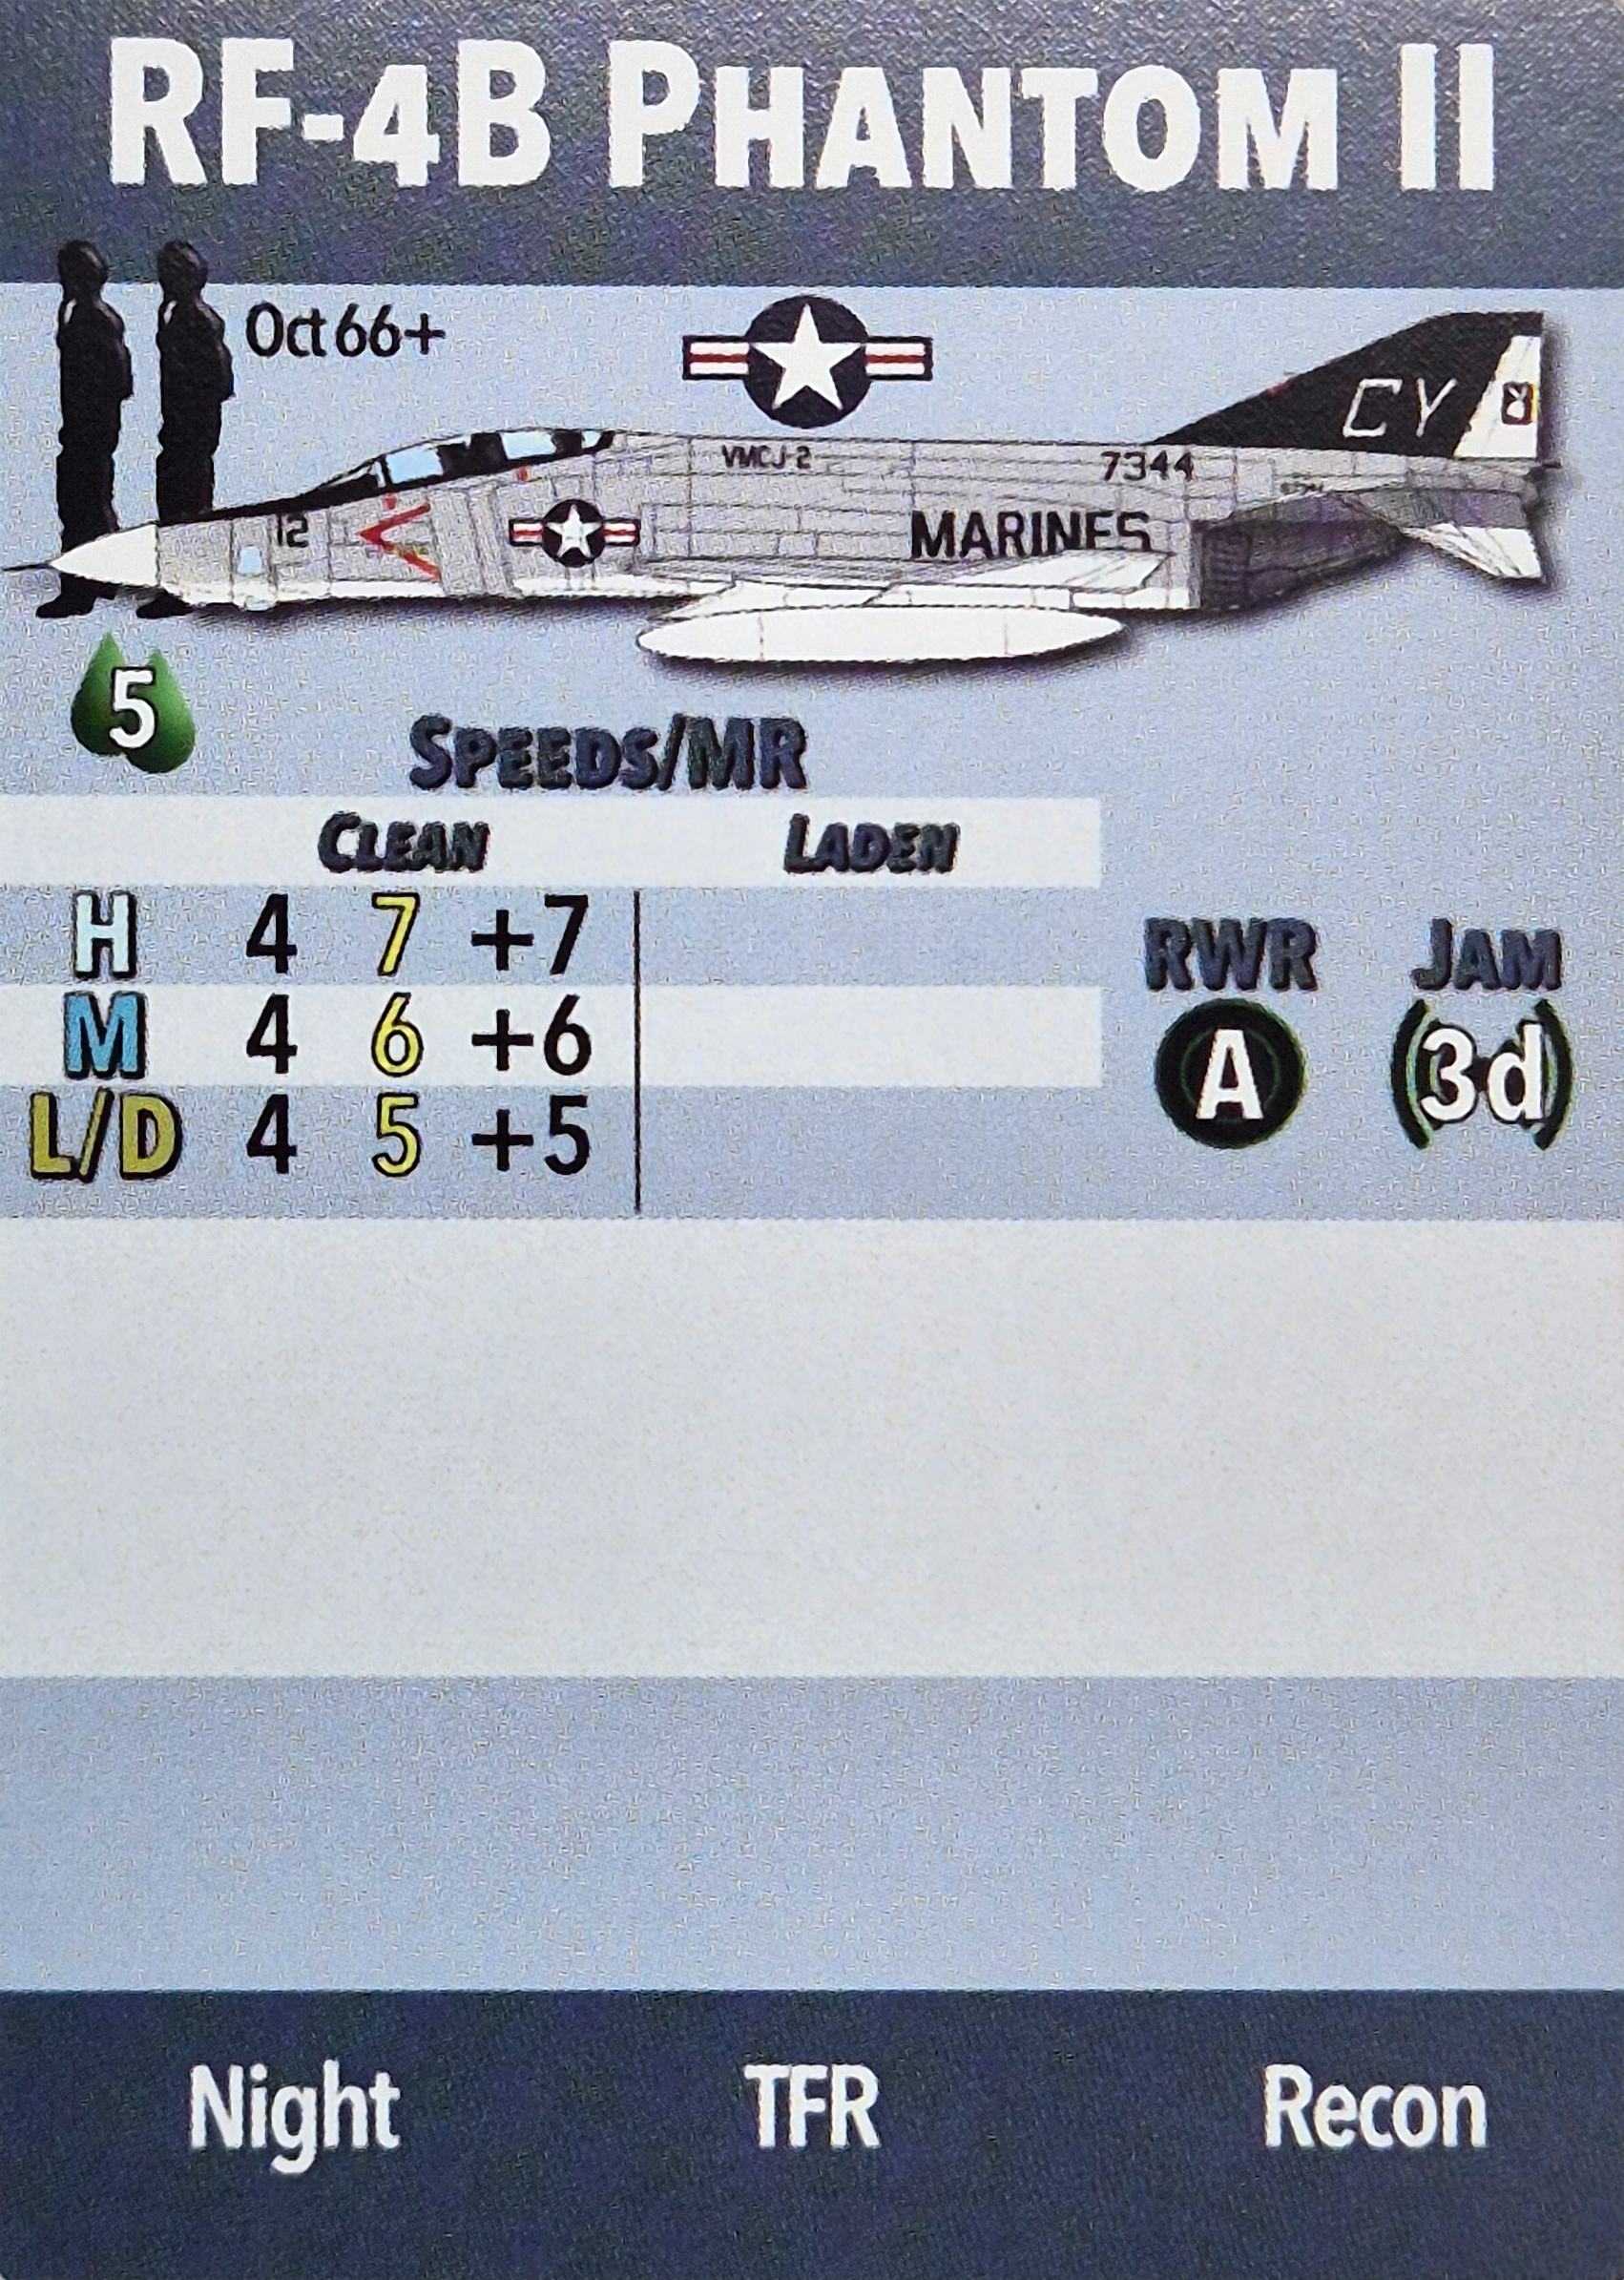 RF-4B PHANTOM II
Oct 66+
CY
8
VMCJ-2
7344
12
MARINES
5
SPEEDS/MR
CLEAN LADEN
H 4 7 +7
M 4 6 +6
L/D 4 5 +5
RWR JAM
A (3d)
Night TFR Recon